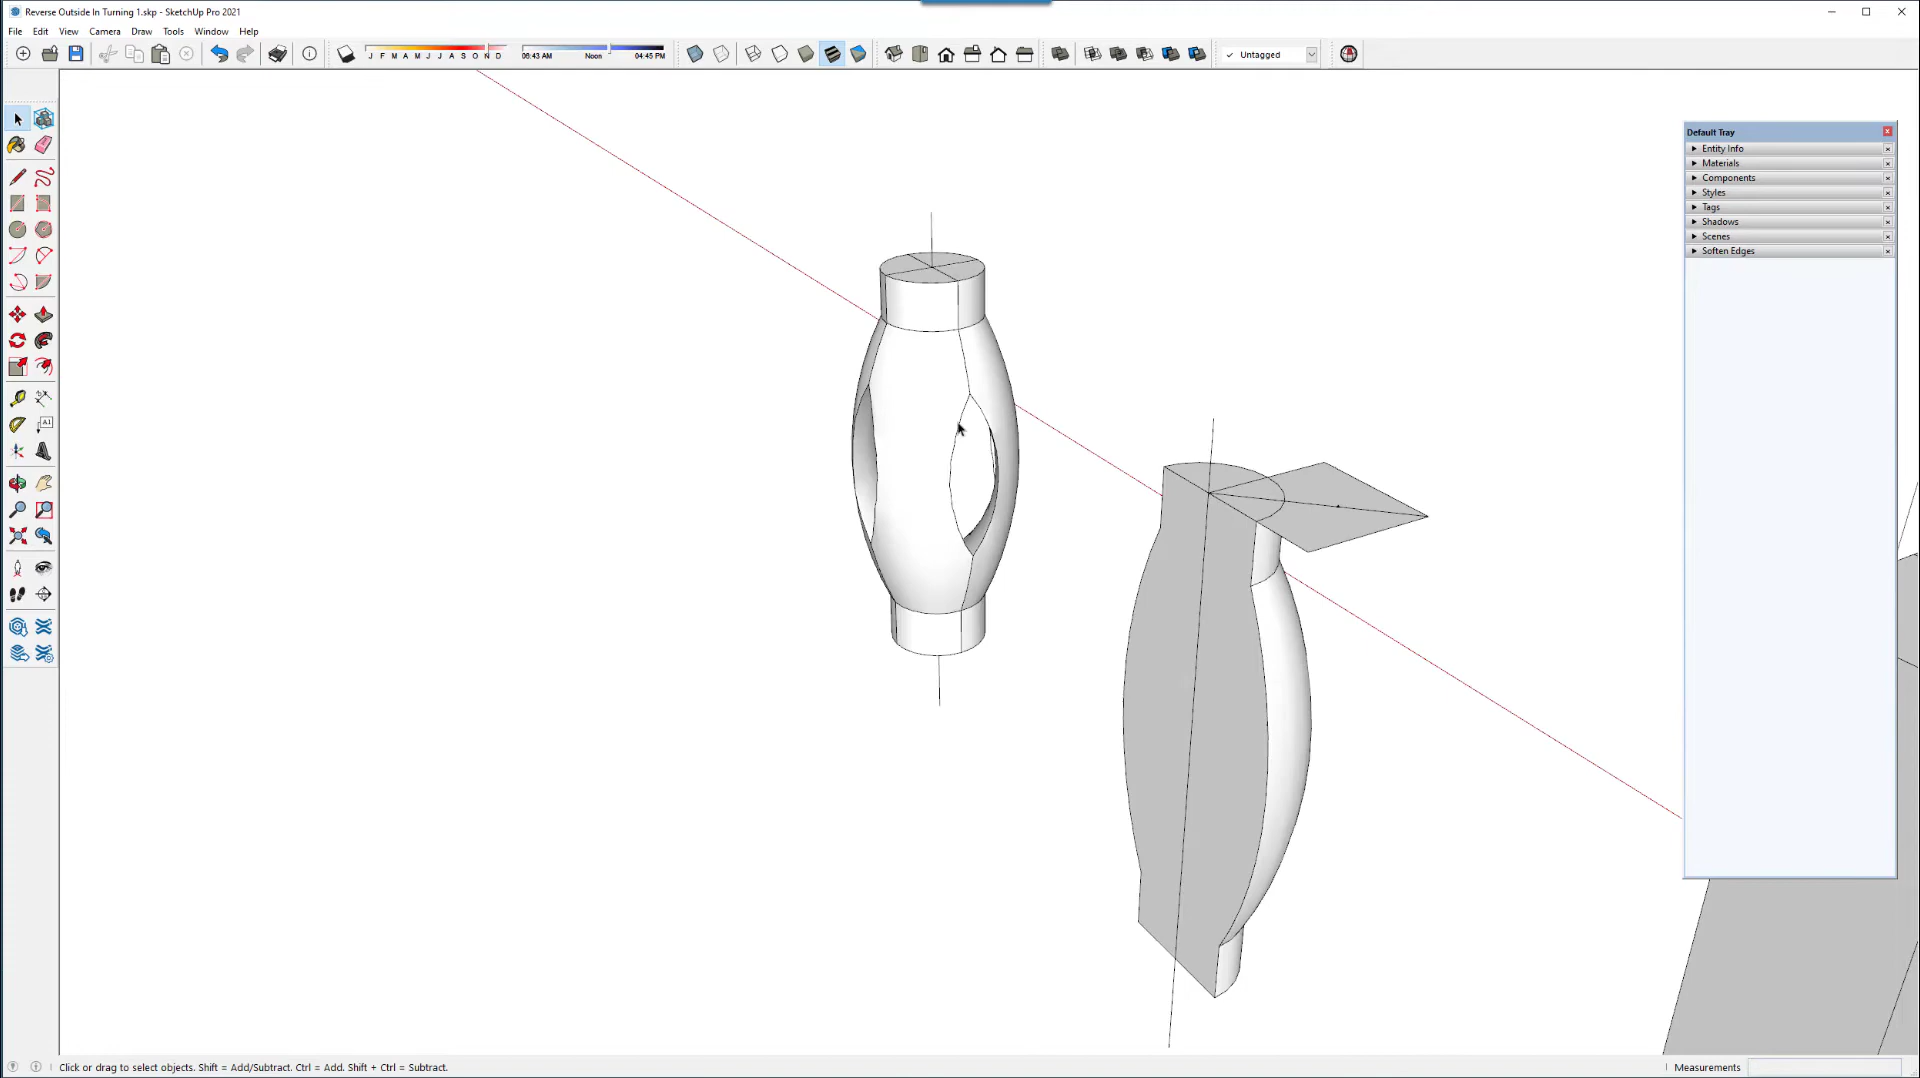 Reverse Outside In Turning 1.skp - SketchUp Pro 2021
File Edit View Camera Draw Tools Window Help
J F M A M J J A S O N D
06:43 AM Noon 04:45 PM
✓ Untagged
A1
Default Tray
Entity Info
Materials
Components
Styles
Tags
Shadows
Scenes
Soften Edges
Click or drag to select objects. Shift = Add/Subtract. Ctrl = Add. Shift + Ctrl = Subtract.
Measurements